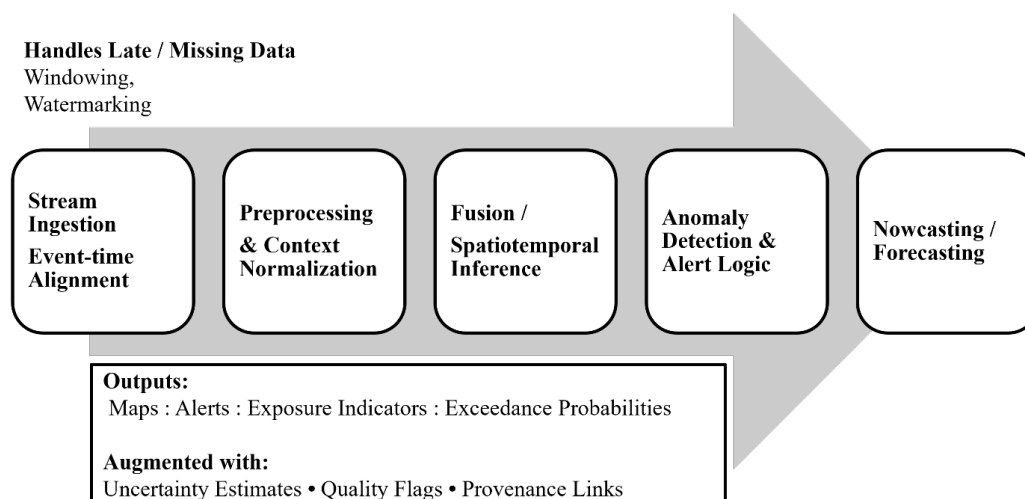 Handles Late / Missing Data
Windowing,
Watermarking
Stream
Ingestion
Event-time
Alignment
Preprocessing
& Context
Normalization
Fusion /
Spatiotemporal
Inference
Anomaly
Detection &
Alert Logic
Nowcasting /
Forecasting
Outputs:
Maps : Alerts : Exposure Indicators : Exceedance Probabilities
Augmented with:
Uncertainty Estimates • Quality Flags • Provenance Links